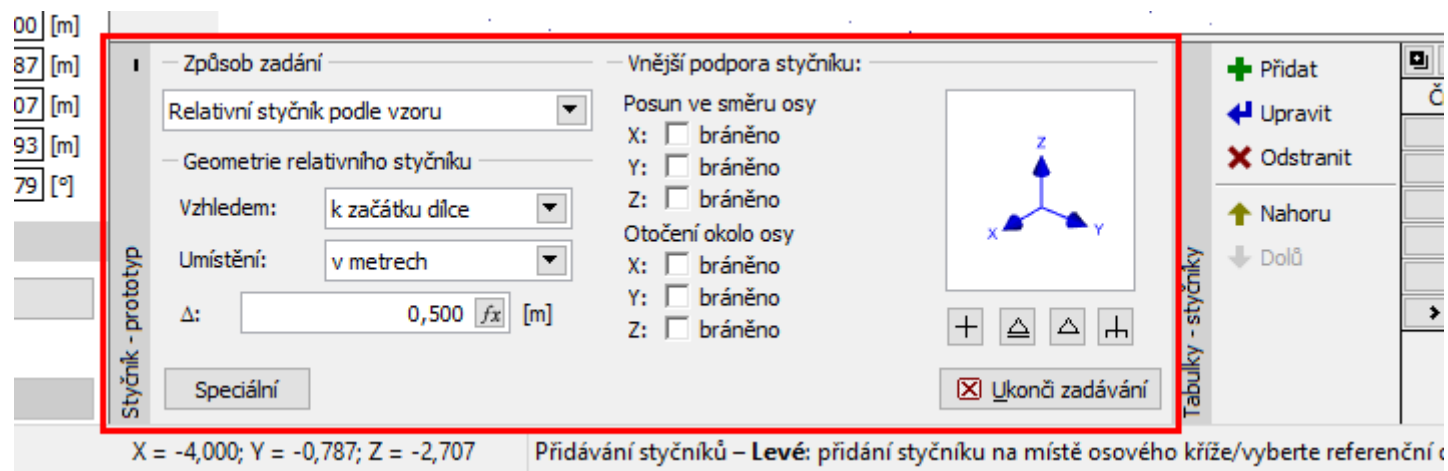 00 [m]
87 [m]
07 [m]
93 [m]
79 [°]
Styčník - prototyp
Způsob zadání
Relativní styčník podle vzoru
Geometrie relativního styčníku
Vzhledem: k začátku dílce
Umístění: v metrech
Δ: 0,500 fx [m]
Speciální
Vnější podpora styčníku:
Posun ve směru osy
X: bráněno
Y: bráněno
Z: bráněno
Otočení okolo osy
X: bráněno
Y: bráněno
Z: bráněno
Z
X
Y
Ukonči zadávání
Tabulky - styčníky
Přidat
Upravit
Odstranit
Nahoru
Dolů
Č
X = -4,000; Y = -0,787; Z = -2,707
Přidávání styčníků – Levé: přidání styčníku na místě osového kříže/vyberte referenční